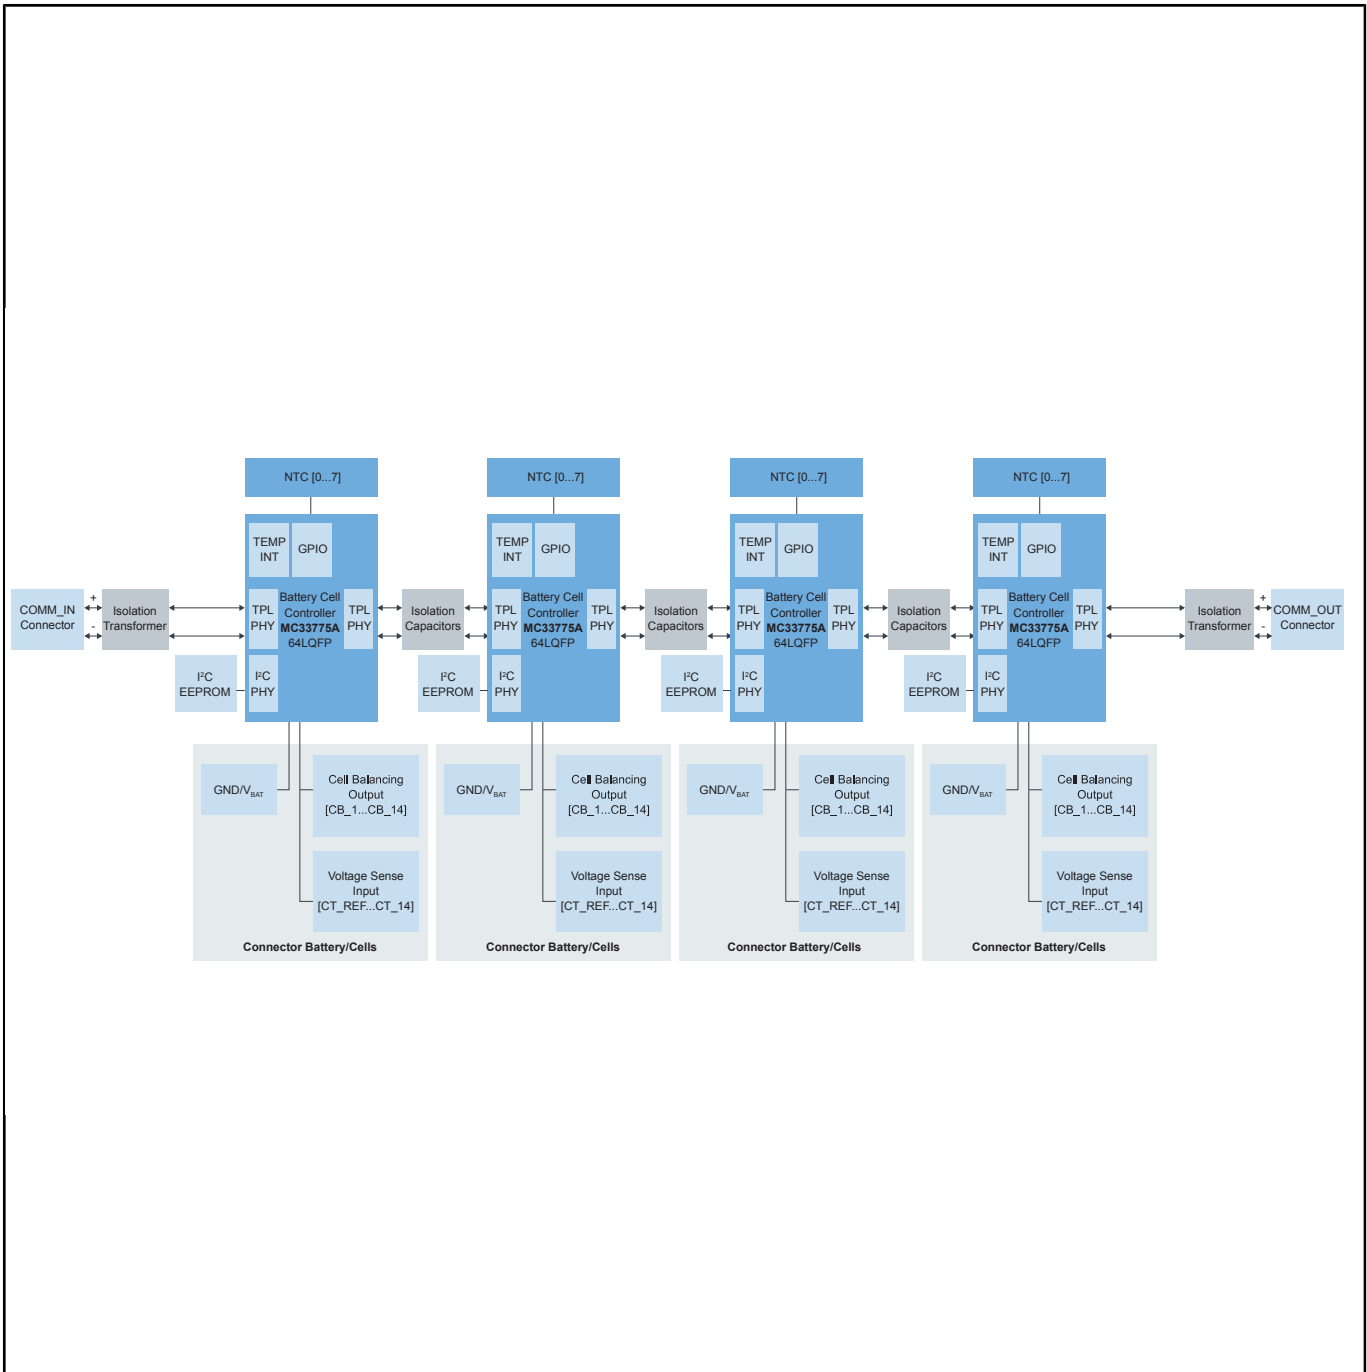 NTC [0...7]
NTC [0...7]
NTC [0...7]
NTC [0...7]
TEMP
INT
GPIO
TEMP
INT
GPIO
TEMP
INT
GPIO
TEMP
INT
GPIO
COMM_IN
Connector
+
-
Isolation
Transformer
TPL
PHY
Battery Cell
Controller
MC33775A
64LQFP
TPL
PHY
Isolation
Capacitors
TPL
PHY
Battery Cell
Controller
MC33775A
64LQFP
TPL
PHY
Isolation
Capacitors
TPL
PHY
Battery Cell
Controller
MC33775A
64LQFP
TPL
PHY
Isolation
Capacitors
TPL
PHY
Battery Cell
Controller
MC33775A
64LQFP
TPL
PHY
Isolation
Transformer
+
-
COMM_OUT
Connector
I²C
EEPROM
I²C
PHY
I²C
EEPROM
I²C
PHY
I²C
EEPROM
I²C
PHY
I²C
EEPROM
I²C
PHY
GND/VBAT
Cell Balancing
Output
[CB_1...CB_14]
GND/VBAT
Cell Balancing
Output
[CB_1...CB_14]
GND/VBAT
Cell Balancing
Output
[CB_1...CB_14]
GND/VBAT
Cell Balancing
Output
[CB_1...CB_14]
Voltage Sense
Input
[CT_REF...CT_14]
Voltage Sense
Input
[CT_REF...CT_14]
Voltage Sense
Input
[CT_REF...CT_14]
Voltage Sense
Input
[CT_REF...CT_14]
Connector Battery/Cells
Connector Battery/Cells
Connector Battery/Cells
Connector Battery/Cells